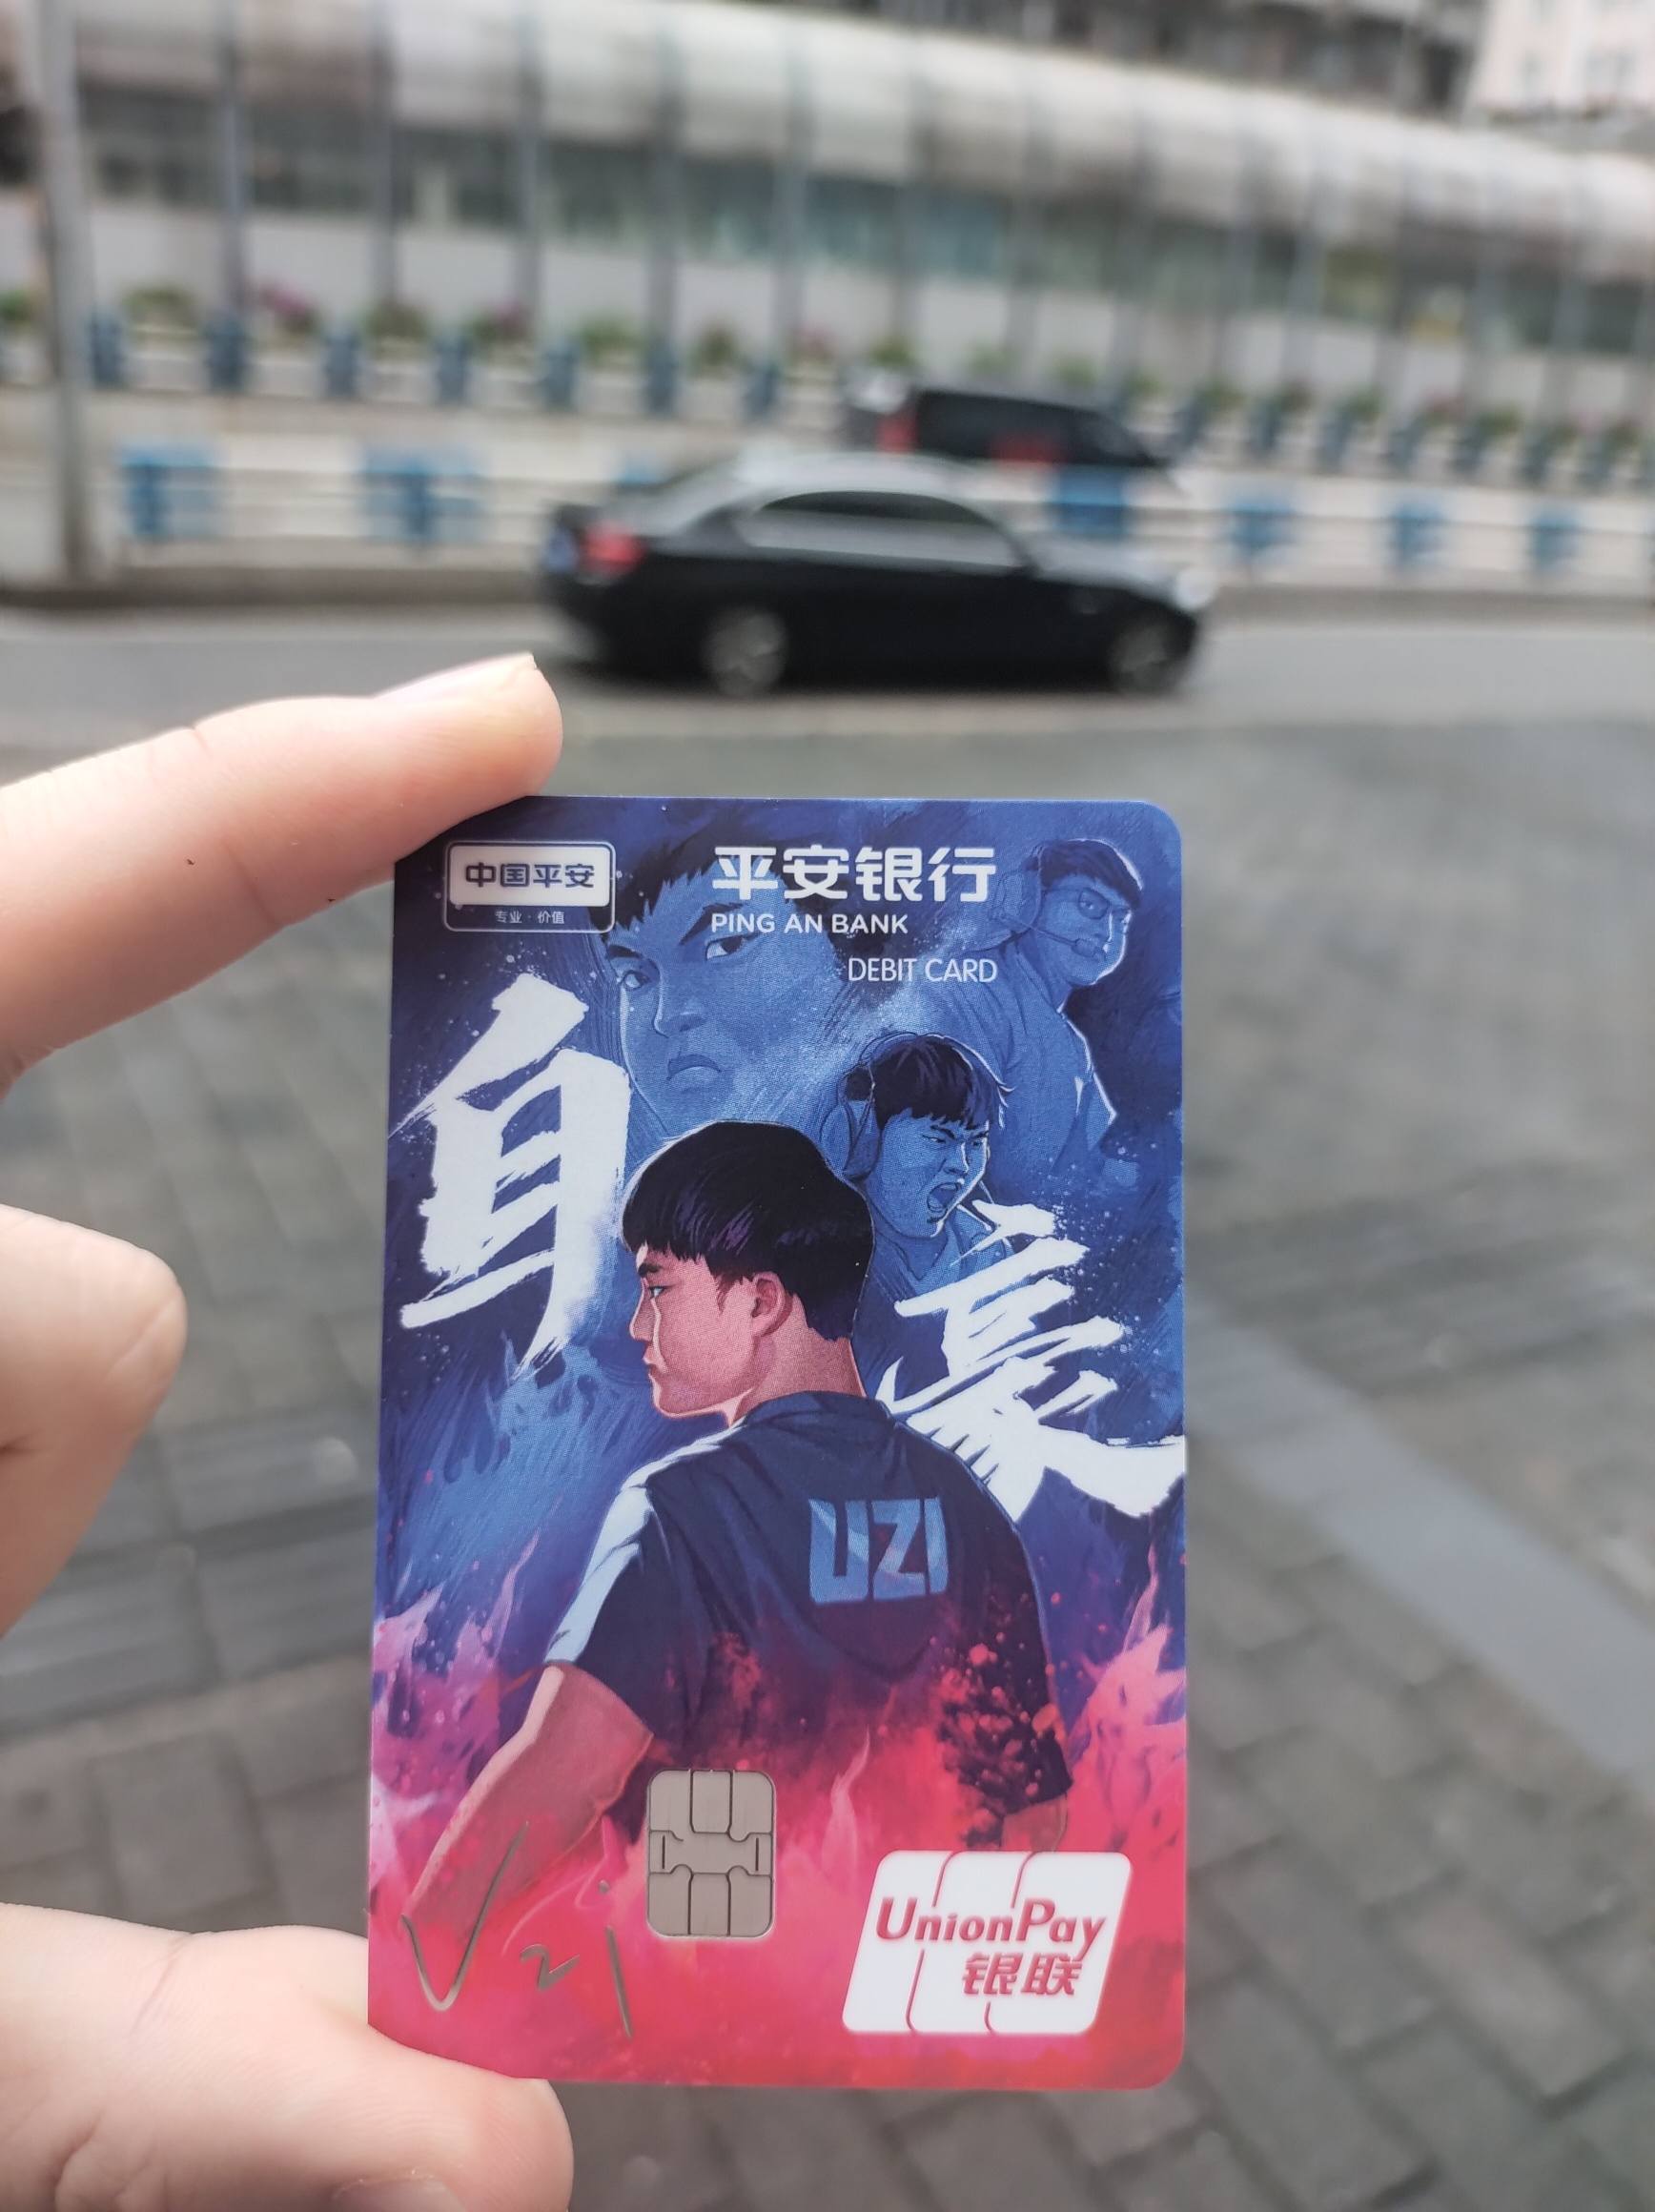 中国平安
专业·价值
平安银行
PING AN BANK
DEBIT CARD
自豪
UZI
Uzi
UnionPay
银联